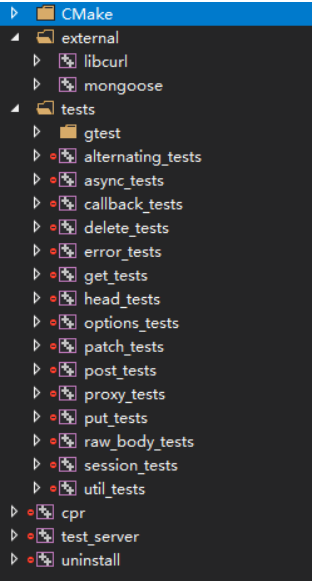 CMake
external
libcurl
mongoose
tests
gtest
alternating_tests
async_tests
callback_tests
delete_tests
error_tests
get_tests
head_tests
options_tests
patch_tests
post_tests
proxy_tests
put_tests
raw_body_tests
session_tests
util_tests
cpr
test_server
uninstall